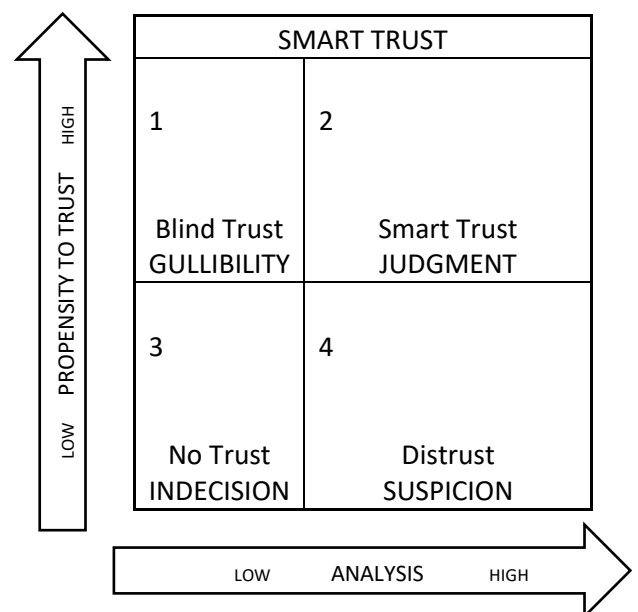 SMART TRUST
1
2
Blind Trust
GULLIBILITY
Smart Trust
JUDGMENT
3
4
No Trust
INDECISION
Distrust
SUSPICION
LOW PROPENSITY TO TRUST HIGH
LOW ANALYSIS HIGH